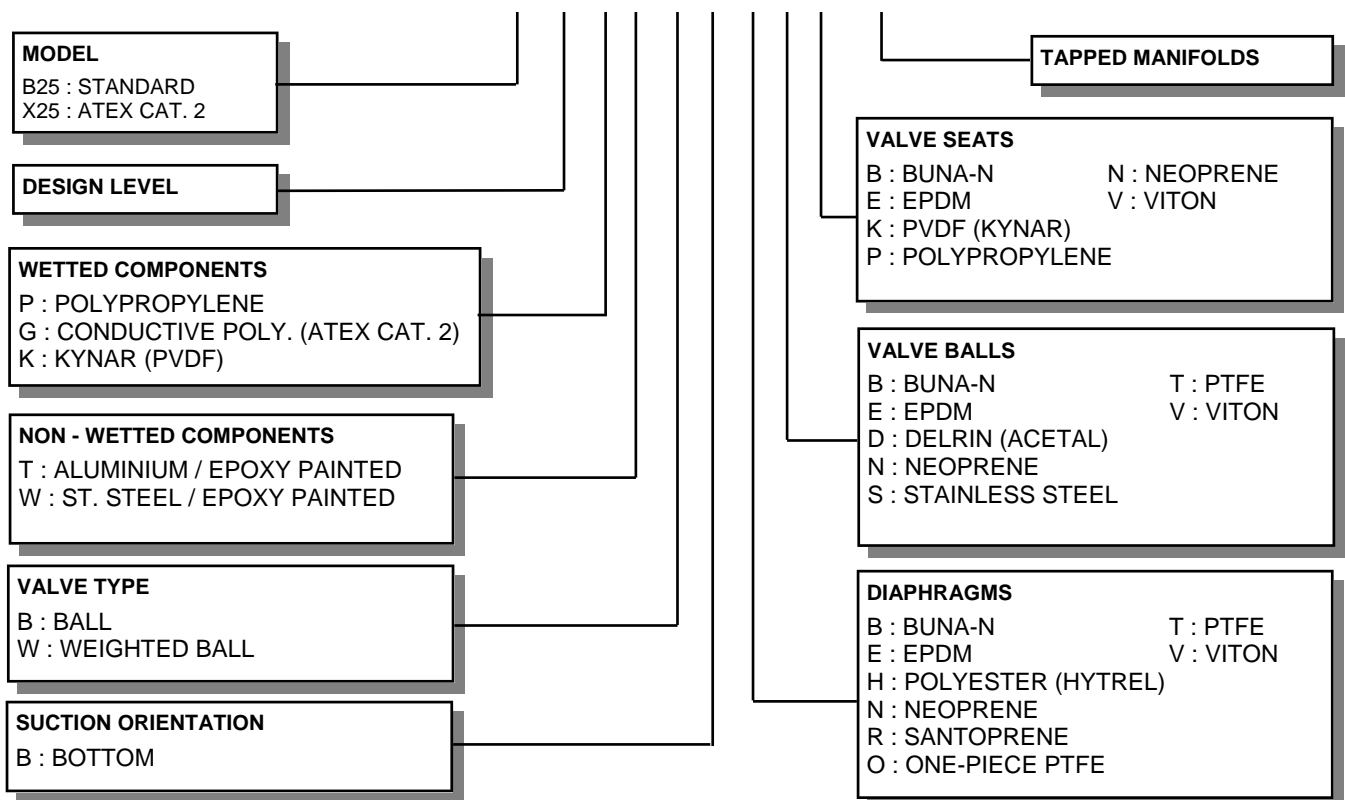 MODEL
B25 : STANDARD
X25 : ATEX CAT. 2
DESIGN LEVEL
WETTED COMPONENTS
P : POLYPROPYLENE
G : CONDUCTIVE POLY. (ATEX CAT. 2)
K : KYNAR (PVDF)
NON - WETTED COMPONENTS
T : ALUMINIUM / EPOXY PAINTED
W : ST. STEEL / EPOXY PAINTED
VALVE TYPE
B : BALL
W : WEIGHTED BALL
SUCTION ORIENTATION
B : BOTTOM
TAPPED MANIFOLDS
VALVE SEATS
B : BUNA-N N : NEOPRENE
E : EPDM V : VITON
K : PVDF (KYNAR)
P : POLYPROPYLENE
VALVE BALLS
B : BUNA-N T : PTFE
E : EPDM V : VITON
D : DELRIN (ACETAL)
N : NEOPRENE
S : STAINLESS STEEL
DIAPHRAGMS
B : BUNA-N T : PTFE
E : EPDM V : VITON
H : POLYESTER (HYTREL)
N : NEOPRENE
R : SANTOPRENE
O : ONE-PIECE PTFE